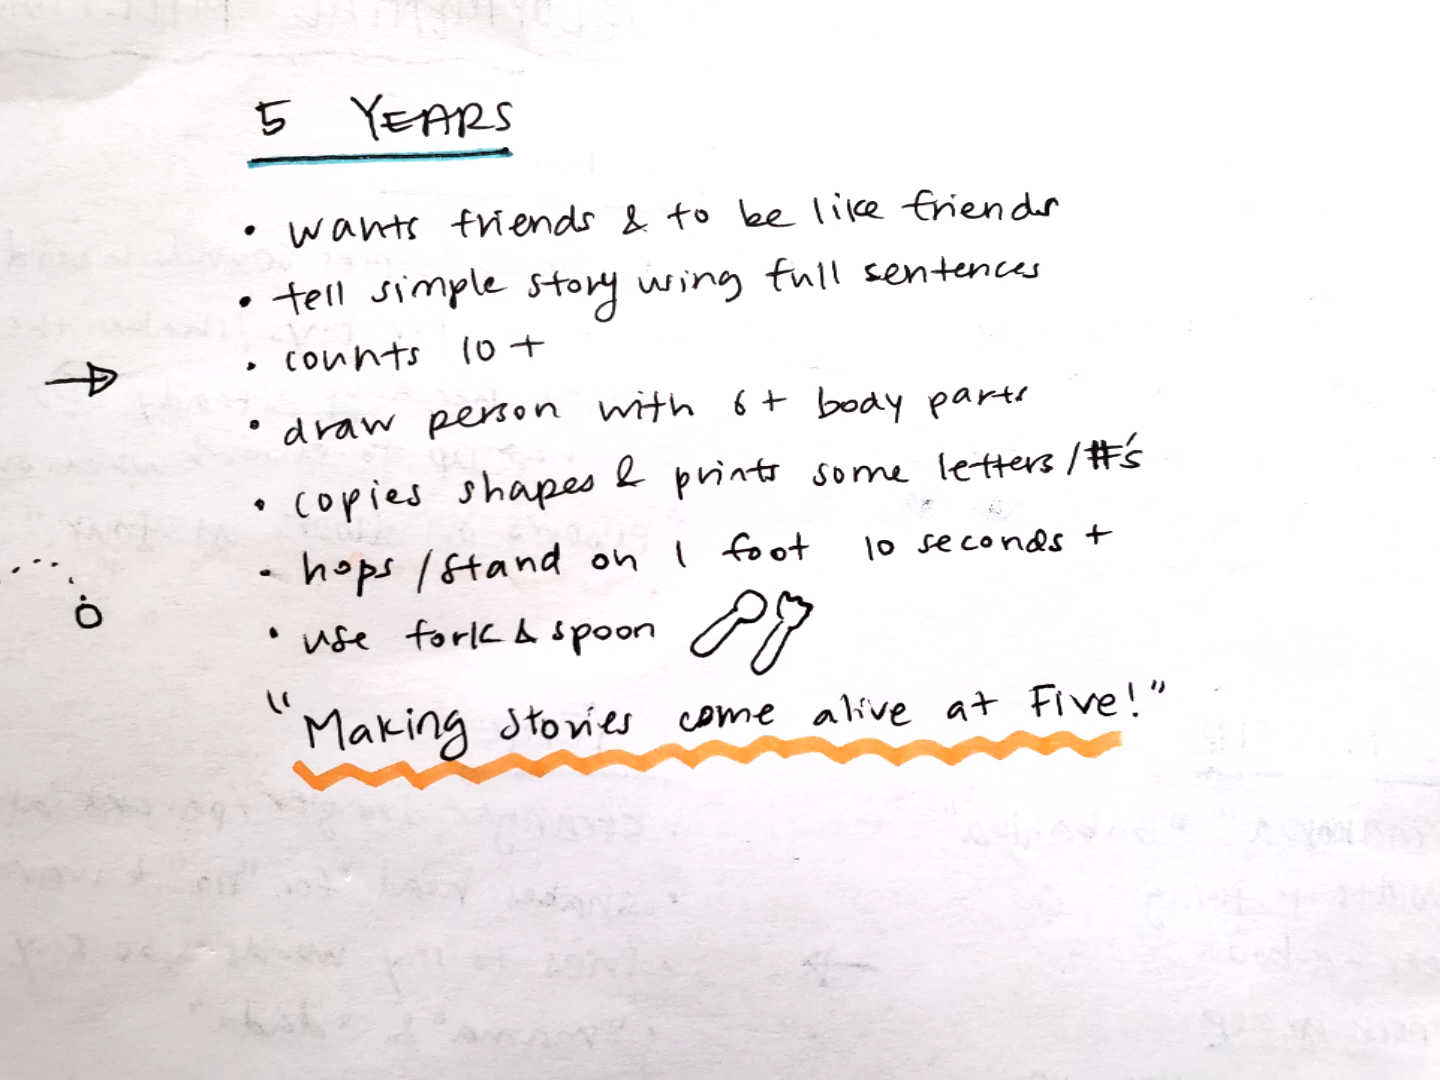 5 YEARS
• wants friends & to be like friends
• tell simple story using full sentences
• counts 10+
• draw person with 6+ body parts
• copies shapes & prints some letters/#'s
• hops/stand on 1 foot 10 seconds +
• use fork & spoon
"Making stories come alive at Five!"